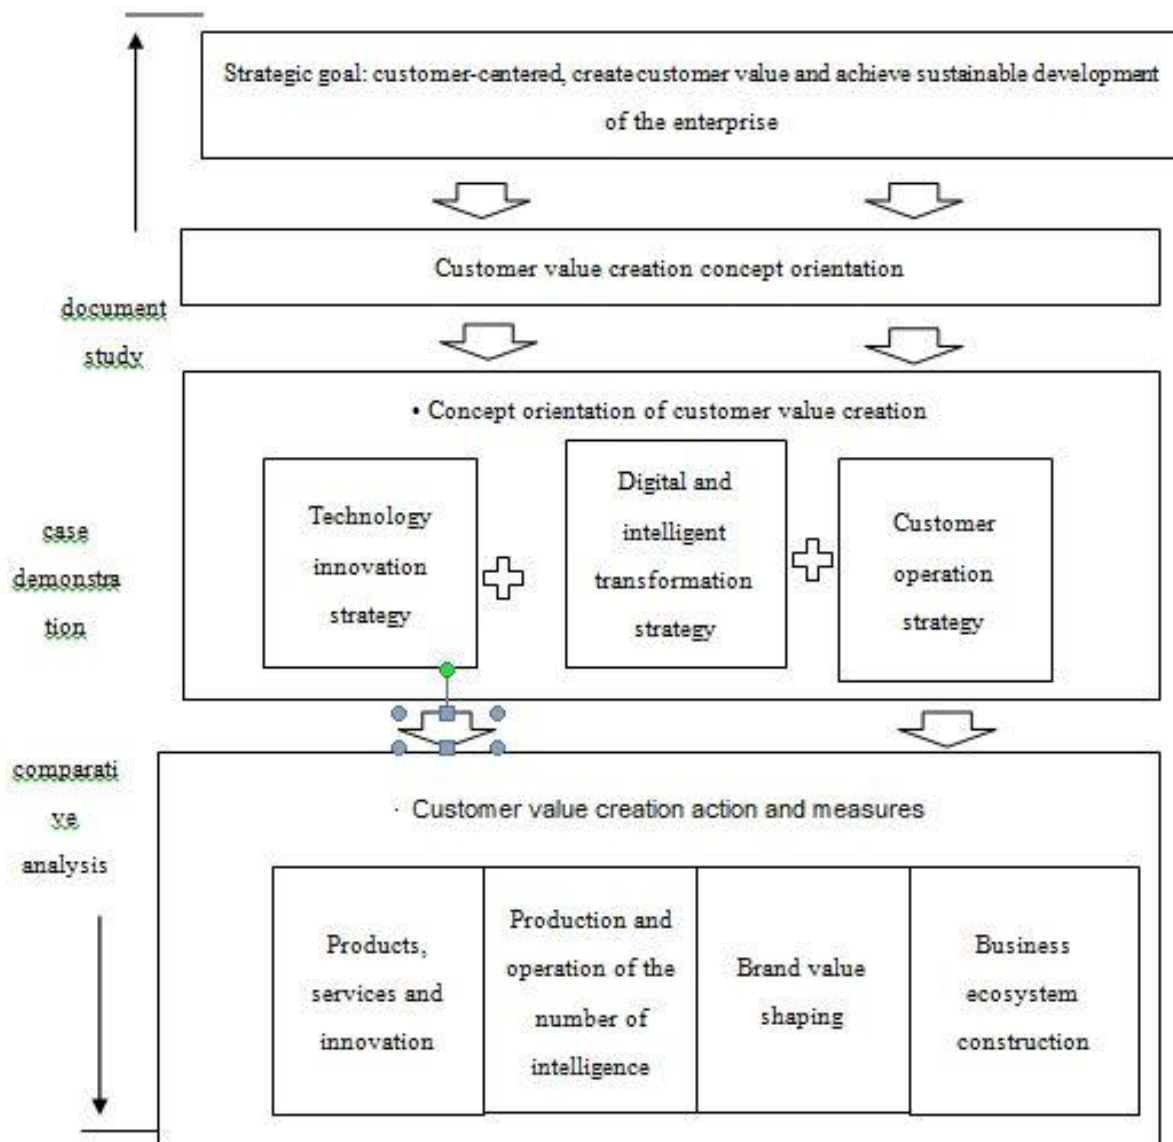 Strategic goal: customer-centered, create customer value and achieve sustainable development
of the enterprise
Customer value creation concept orientation
document
study
• Concept orientation of customer value creation
Technology
innovation
strategy
Digital and
intelligent
transformation
strategy
Customer
operation
strategy
case
demonstra
tion
comparati
ve
analysis
· Customer value creation action and measures
Products,
services and
innovation
Production and
operation of the
number of
intelligence
Brand value
shaping
Business
ecosystem
construction